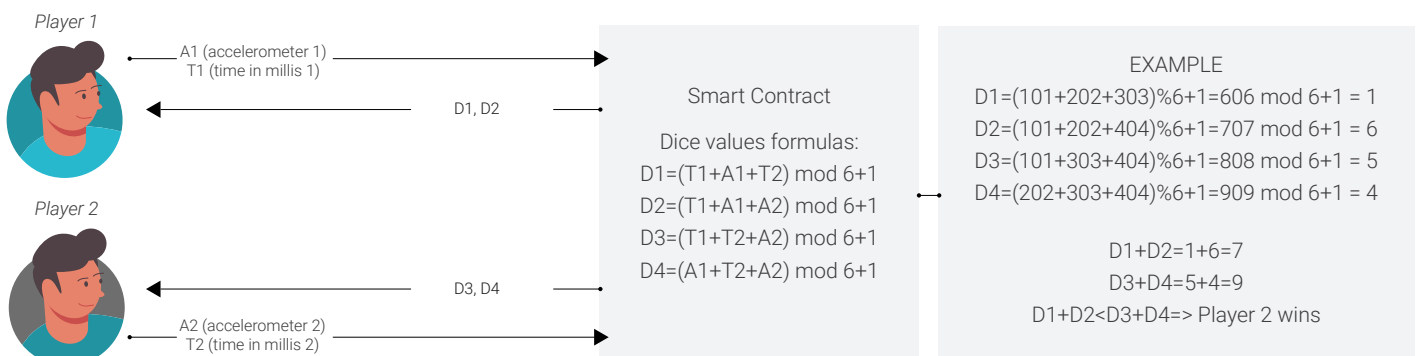 Player 1
A1 (accelerometer 1)
T1 (time in millis 1)
D1, D2
Player 2
D3, D4
A2 (accelerometer 2)
T2 (time in millis 2)
Smart Contract
Dice values formulas:
D1=(T1+A1+T2) mod 6+1
D2=(T1+A1+A2) mod 6+1
D3=(T1+T2+A2) mod 6+1
D4=(A1+T2+A2) mod 6+1
EXAMPLE
D1=(101+202+303)%6+1=606 mod 6+1 = 1
D2=(101+202+404)%6+1=707 mod 6+1 = 6
D3=(101+303+404)%6+1=808 mod 6+1 = 5
D4=(202+303+404)%6+1=909 mod 6+1 = 4
D1+D2=1+6=7
D3+D4=5+4=9
D1+D2<D3+D4=> Player 2 wins